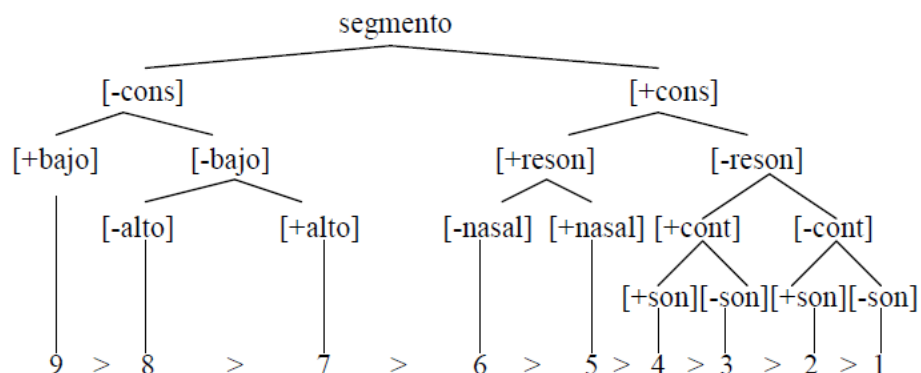 segmento
[-cons] [+cons]
[+bajo] [-bajo] [+reson] [-reson]
[-alto] [+alto] [-nasal] [+nasal] [+cont] [-cont]
[+son][-son][+son][-son]
9 > 8 > 7 > 6 > 5 > 4 > 3 > 2 > 1